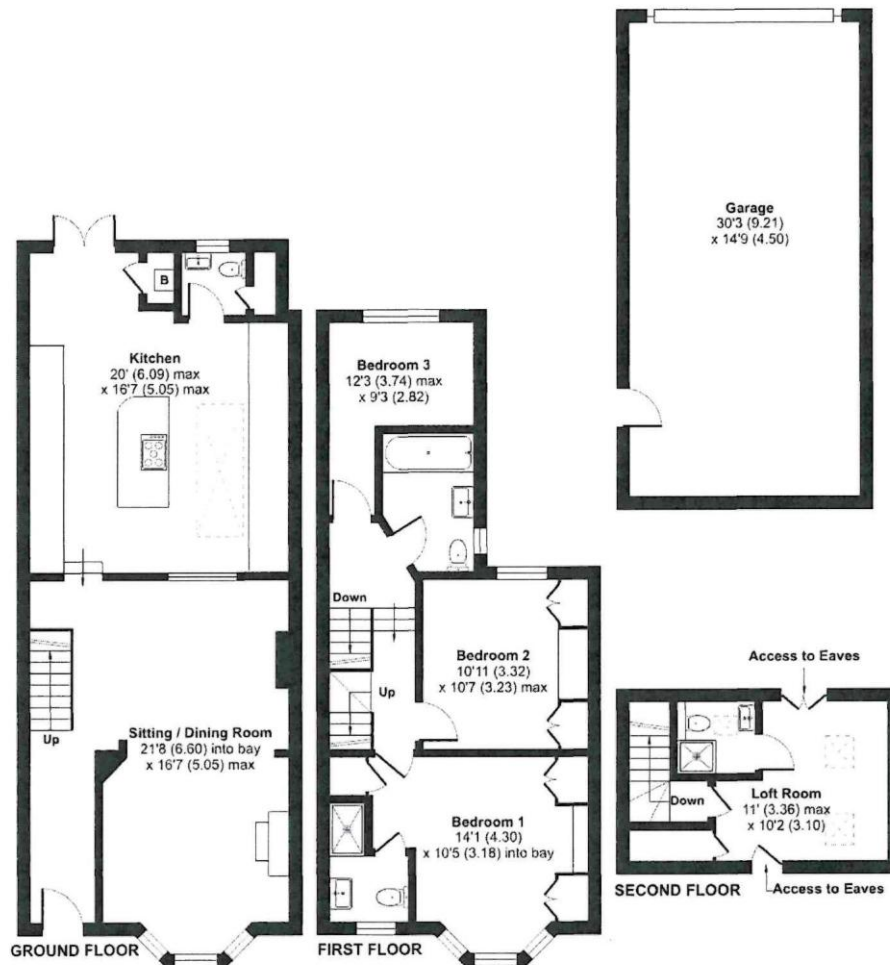 Garage
30'3 (9.21)
x 14'9 (4.50)
B
Kitchen
20' (6.09) max
x 16'7 (5.05) max
Up
Sitting / Dining Room
21'8 (6.60) into bay
x 16'7 (5.05) max
GROUND FLOOR
Bedroom 3
12'3 (3.74) max
x 9'3 (2.82)
Down
Up
Bedroom 2
10'11 (3.32)
x 10'7 (3.23) max
Bedroom 1
14'1 (4.30)
x 10'5 (3.18) into bay
FIRST FLOOR
Access to Eaves
Down
Loft Room
11' (3.36) max
x 10'2 (3.10)
SECOND FLOOR
Access to Eaves